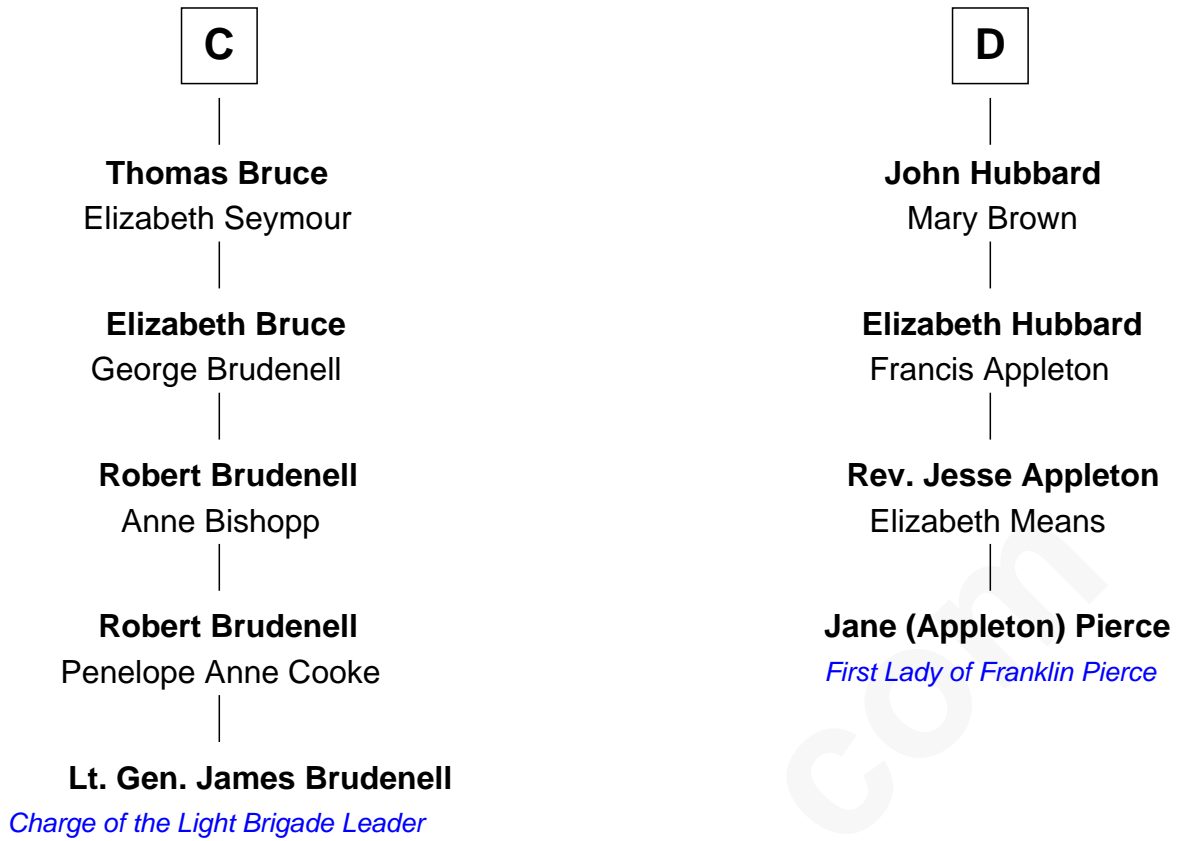 C
Thomas Bruce
Elizabeth Seymour
Elizabeth Bruce
George Brudenell
Robert Brudenell
Anne Bishopp
Robert Brudenell
Penelope Anne Cooke
Lt. Gen. James Brudenell
Charge of the Light Brigade Leader
D
John Hubbard
Mary Brown
Elizabeth Hubbard
Francis Appleton
Rev. Jesse Appleton
Elizabeth Means
Jane (Appleton) Pierce
First Lady of Franklin Pierce
com